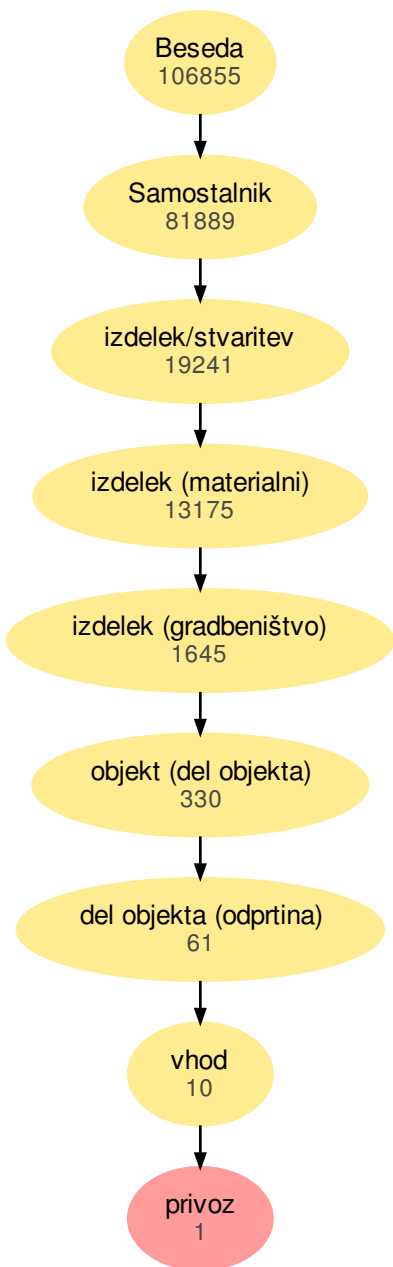 Beseda
106855
Samostalnik
81889
izdelek/stvaritev
19241
izdelek (materialni)
13175
izdelek (gradbeništvo)
1645
objekt (del objekta)
330
del objekta (odprtina)
61
vhod
10
privoz
1